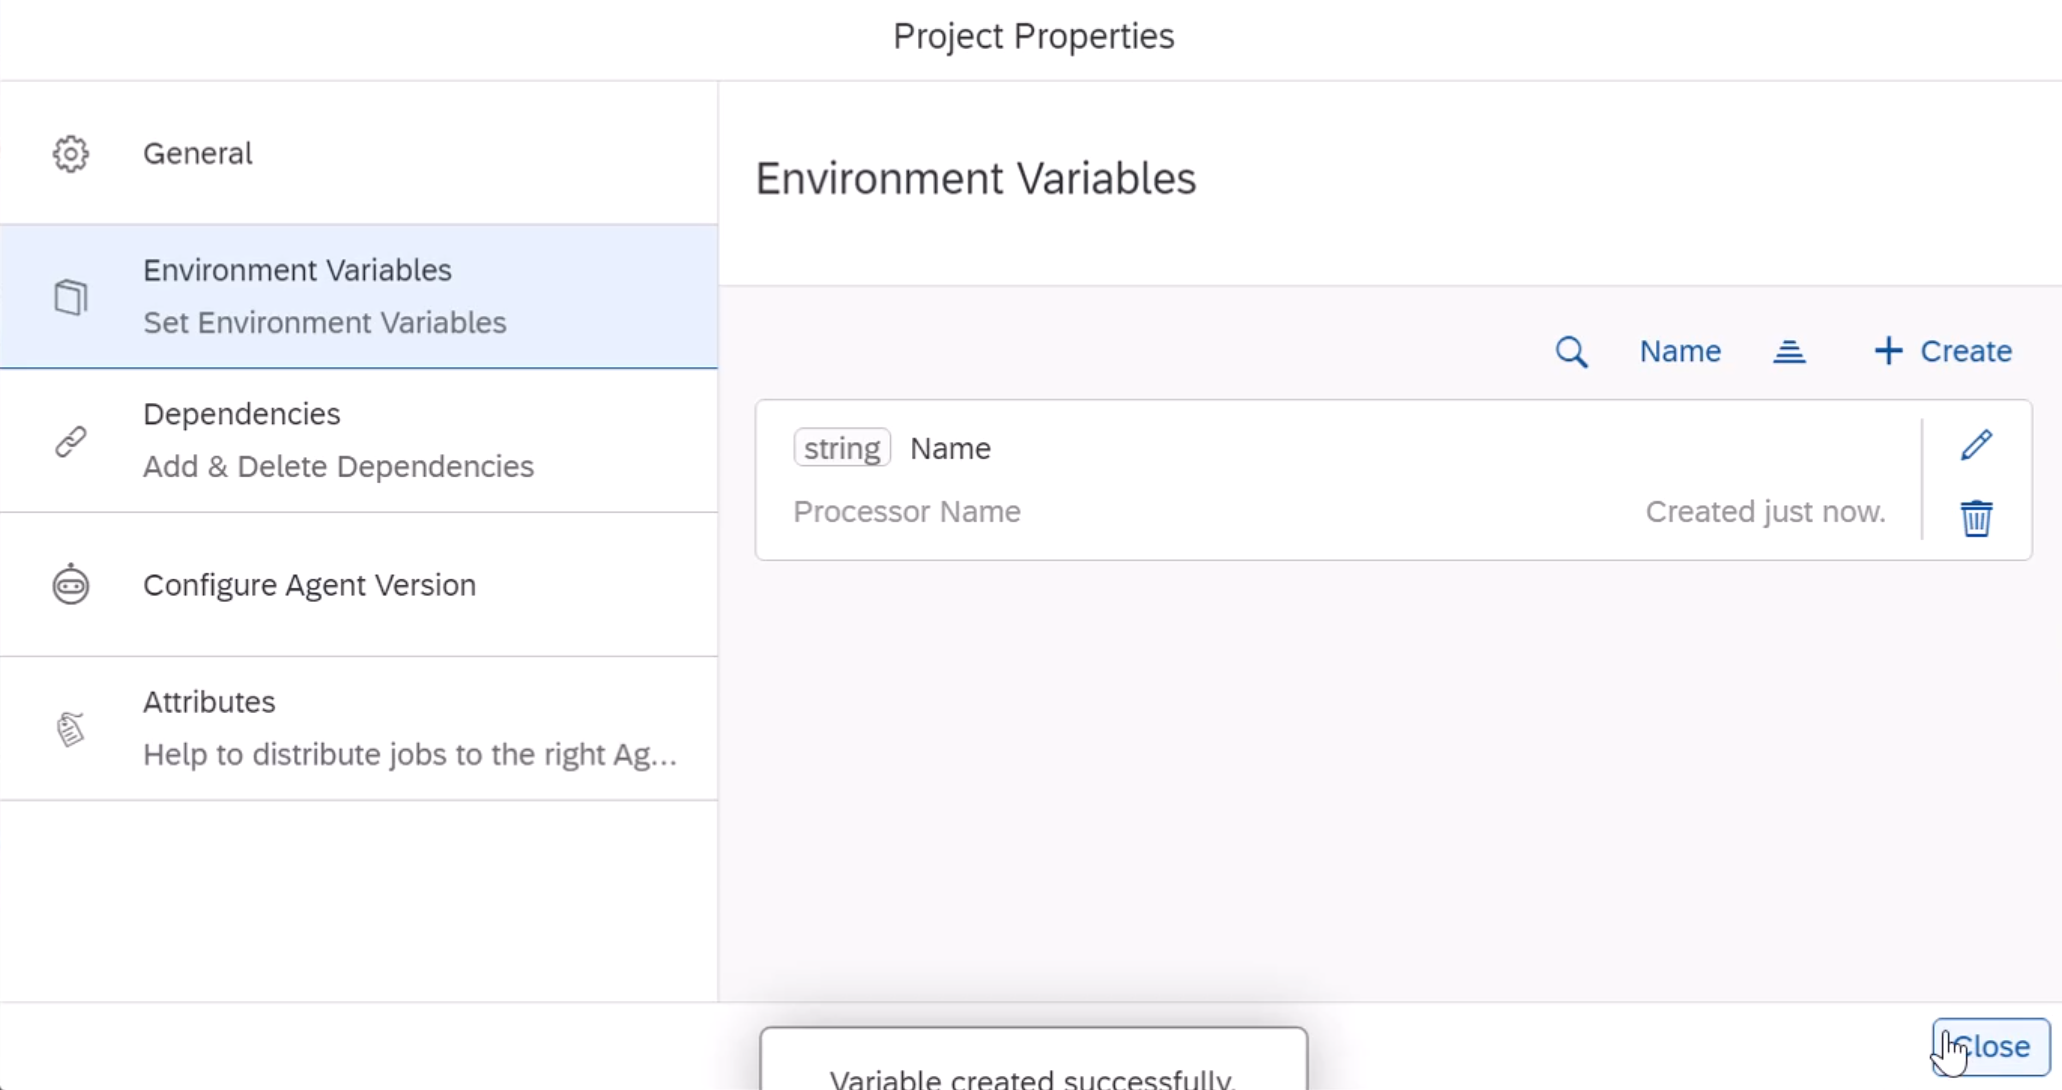 Project Properties
General
Environment Variables
Set Environment Variables
Dependencies
Add & Delete Dependencies
Configure Agent Version
Attributes
Help to distribute jobs to the right Ag...
Environment Variables
Name
Create
string Name
Processor Name
Created just now.
Variable created successfully.
Close